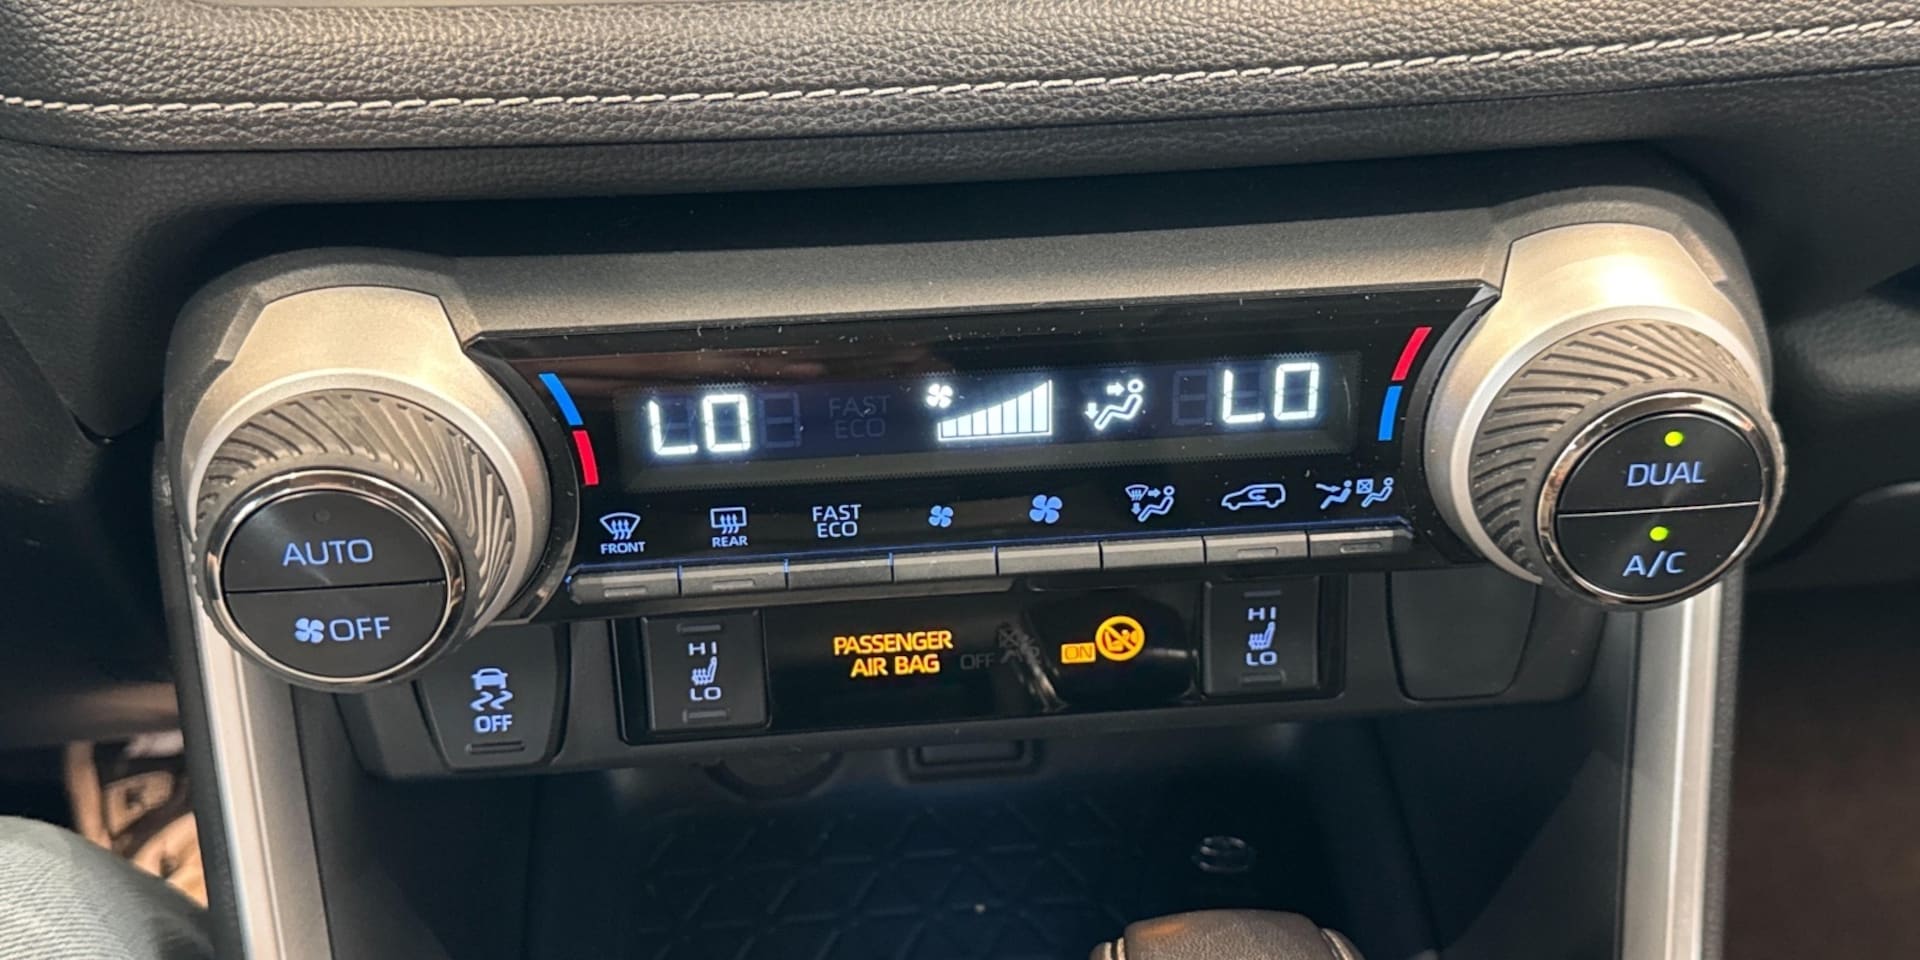 LO
FAST
ECO
LO
DUAL
A/C
AUTO
OFF
FRONT
REAR
FAST
ECO
HI
LO
PASSENGER
AIR BAG
OFF
ON
HI
LO
OFF